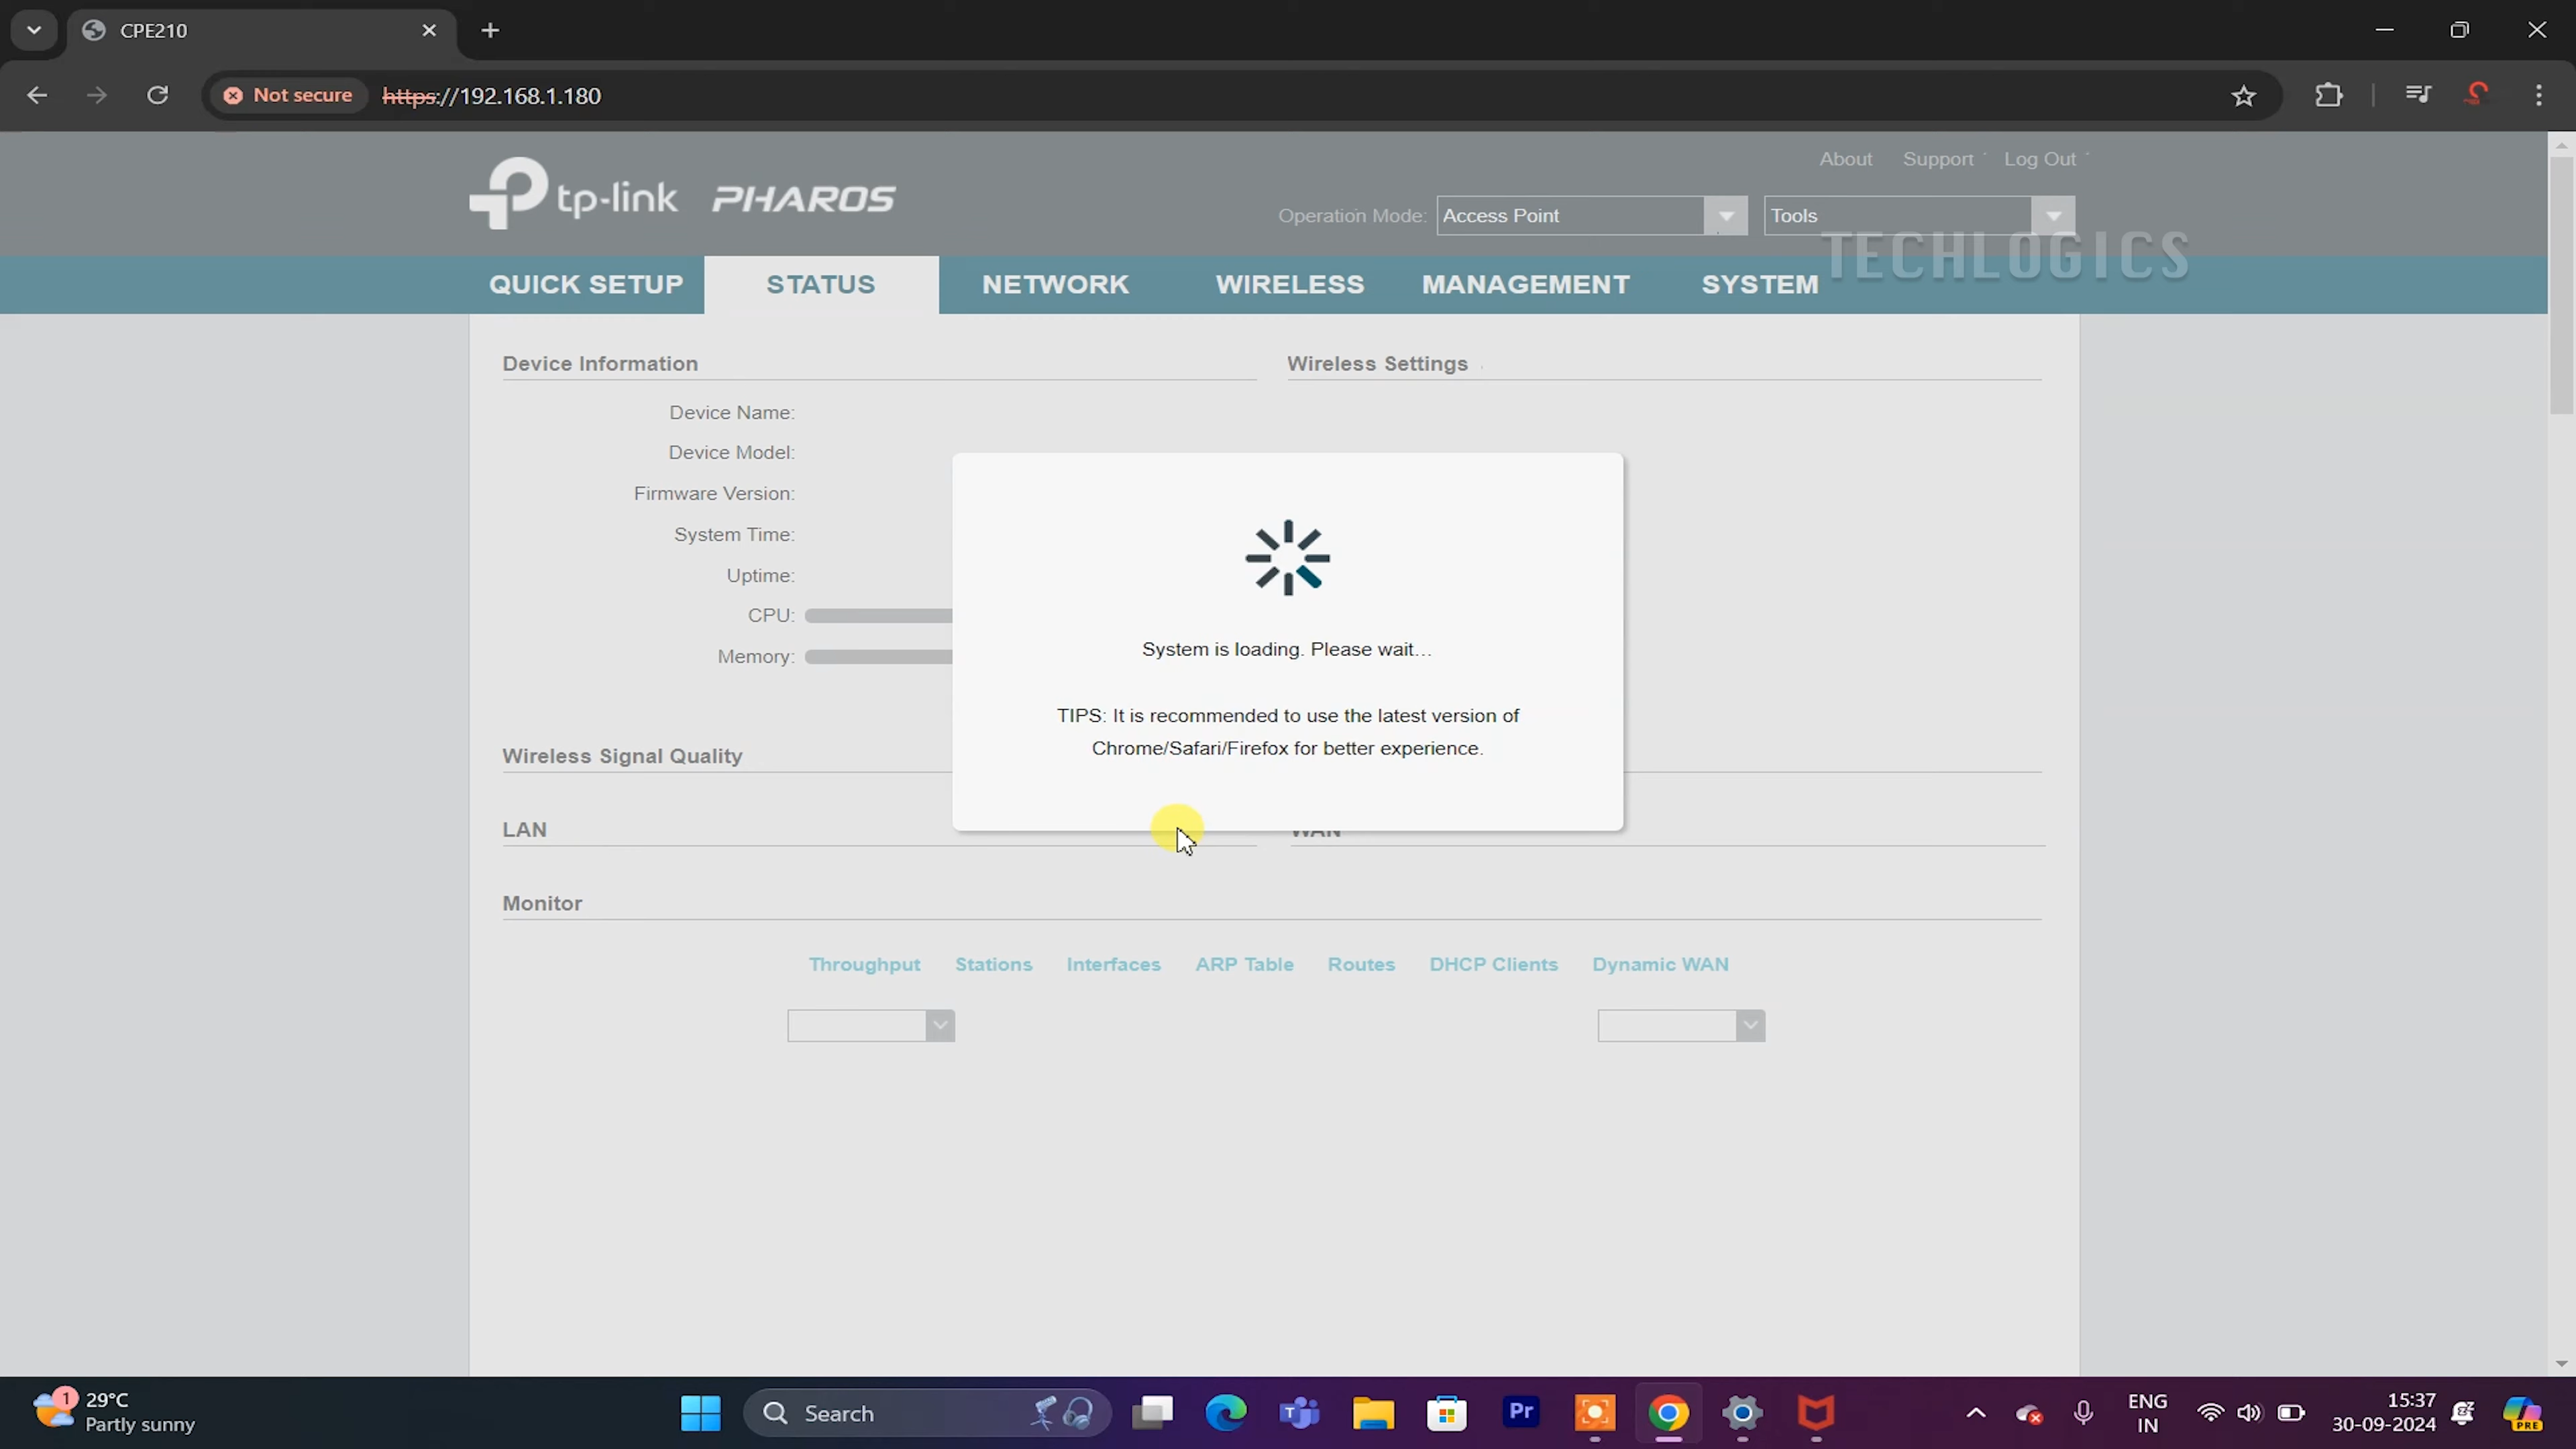 CPE210
Not secure https://192.168.1.180
tp-link PHAROS
About Support Log Out
Operation Mode: Access Point Tools
TECHLOGICS
QUICK SETUP STATUS NETWORK WIRELESS MANAGEMENT SYSTEM
Device Information
Wireless Settings
Device Name:
Device Model:
Firmware Version:
System Time:
Uptime:
CPU:
Memory:
System is loading. Please wait...
TIPS: It is recommended to use the latest version of
Chrome/Safari/Firefox for better experience.
Wireless Signal Quality
LAN
WAN
Monitor
Throughput Stations Interfaces ARP Table Routes DHCP Clients Dynamic WAN
1
29°C
Partly sunny
Search
T
Pr
ENG
IN
15:37
30-09-2024
PRE